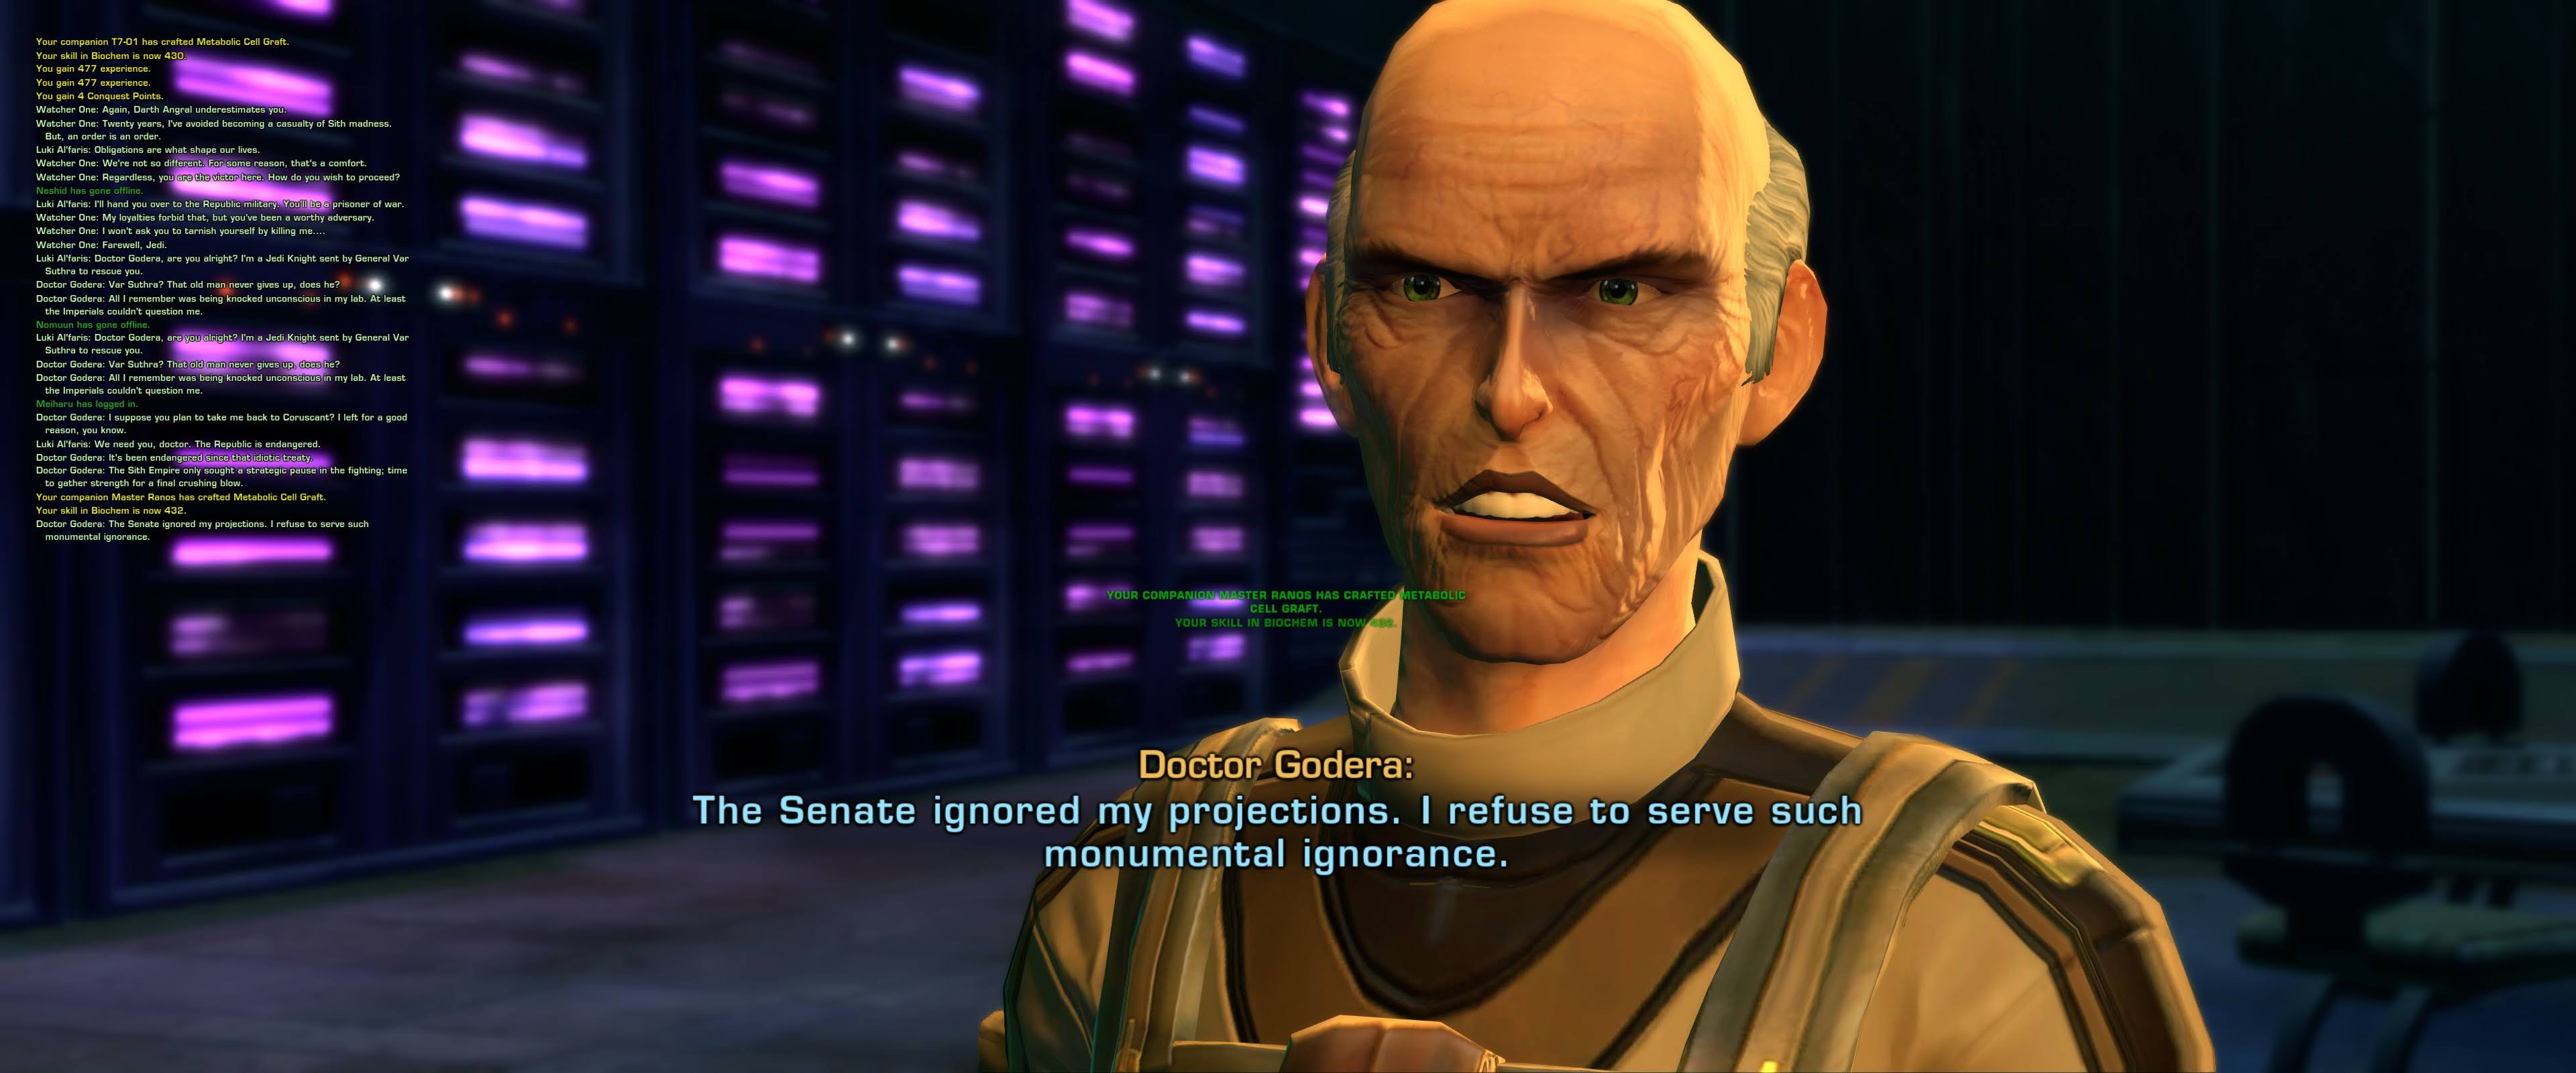 Your companion T7-01 has crafted Metabolic Cell Graft.
Your skill in Biochem is now 430.
You gain 477 experience.
You gain 477 experience.
You gain 4 Conquest Points.
Watcher One: Again, Darth Angral underestimates you.
Watcher One: Twenty years, I've avoided becoming a casualty of Sith madness.
But, an order is an order.
Luki Al'faris: Obligations are what shape our lives.
Watcher One: We're not so different. For some reason, that's a comfort.
Watcher One: Regardless, you are the victor here. How do you wish to proceed?
Neshid has gone offline.
Luki Al'faris: I'll hand you over to the Republic military. You'll be a prisoner of war.
Watcher One: My loyalties forbid that, but you've been a worthy adversary.
Watcher One: I won't ask you to tarnish yourself by killing me....
Watcher One: Farewell, Jedi.
Luki Al'faris: Doctor Godera, are you alright? I'm a Jedi Knight sent by General Var
Suthra to rescue you.
Doctor Godera: Var Suthra? That old man never gives up, does he?
Doctor Godera: All I remember was being knocked unconscious in my lab. At least
the Imperials couldn't question me.
Nomuun has gone offline.
Luki Al'faris: Doctor Godera, are you alright? I'm a Jedi Knight sent by General Var
Suthra to rescue you.
Doctor Godera: Var Suthra? That old man never gives up, does he?
Doctor Godera: All I remember was being knocked unconscious in my lab. At least
the Imperials couldn't question me.
Meiharu has logged in.
Doctor Godera: I suppose you plan to take me back to Coruscant? I left for a good
reason, you know.
Luki Al'faris: We need you, doctor. The Republic is endangered.
Doctor Godera: It's been endangered since that idiotic treaty.
Doctor Godera: The Sith Empire only sought a strategic pause in the fighting; time
to gather strength for a final crushing blow.
Your companion Master Ranos has crafted Metabolic Cell Graft.
Your skill in Biochem is now 432.
Doctor Godera: The Senate ignored my projections. I refuse to serve such
monumental ignorance.
YOUR COMPANION MASTER RANOS HAS CRAFTED METABOLIC
CELL GRAFT.
YOUR SKILL IN BIOCHEM IS NOW 432.
Doctor Godera:
The Senate ignored my projections. I refuse to serve such
monumental ignorance.